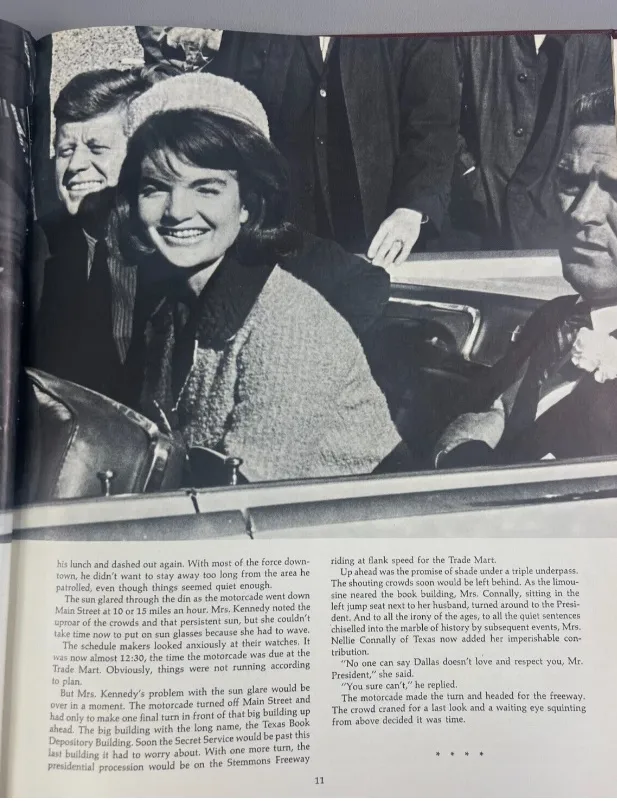 his lunch and dashed out again. With most of the force down-
town, he didn't want to stay away too long from the area he
patrolled, even though things seemed quiet enough.
The sun glared through the din as the motorcade went down
Main Street at 10 or 15 miles an hour. Mrs. Kennedy noted the
uproar of the crowds and that persistent sun, but she couldn't
take time now to put on sun glasses because she had to wave.
The schedule makers looked anxiously at their watches. It
was now almost 12:30, the time the motorcade was due at the
Trade Mart. Obviously, things were not running according
to plan.
But Mrs. Kennedy's problem with the sun glare would be
over in a moment. The motorcade turned off Main Street and
had only to make one final turn in front of that big building up
ahead. The big building with the long name, the Texas Book
Depository Building. Soon the Secret Service would be past this
last building it had to worry about. With one more turn, the
presidential procession would be on the Stemmons Freeway
riding at flank speed for the Trade Mart.
Up ahead was the promise of shade under a triple underpass.
The shouting crowds soon would be left behind. As the limou-
sine neared the book building, Mrs. Connally, sitting in the
left jump seat next to her husband, turned around to the Presi-
dent. And to all the irony of the ages, to all the quiet sentences
chiselled into the marble of history by subsequent events, Mrs.
Nellie Connally of Texas now added her imperishable con-
tribution.
"No one can say Dallas doesn't love and respect you, Mr.
President," she said.
"You sure can't," he replied.
The motorcade made the turn and headed for the freeway.
The crowd craned for a last look and a waiting eye squinting
from above decided it was time.
* * * *
11